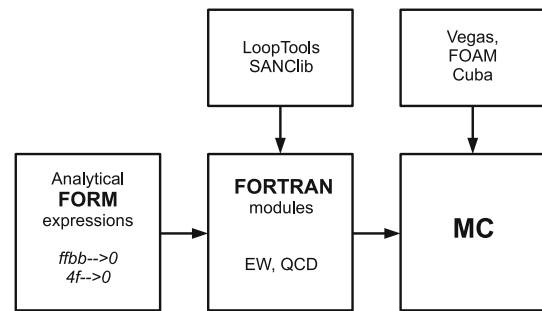 LoopTools
SANClib
Vegas,
FOAM
Cuba
Analytical
FORM
expressions
ffbb-->0
4f-->0
FORTRAN
modules
EW, QCD
MC